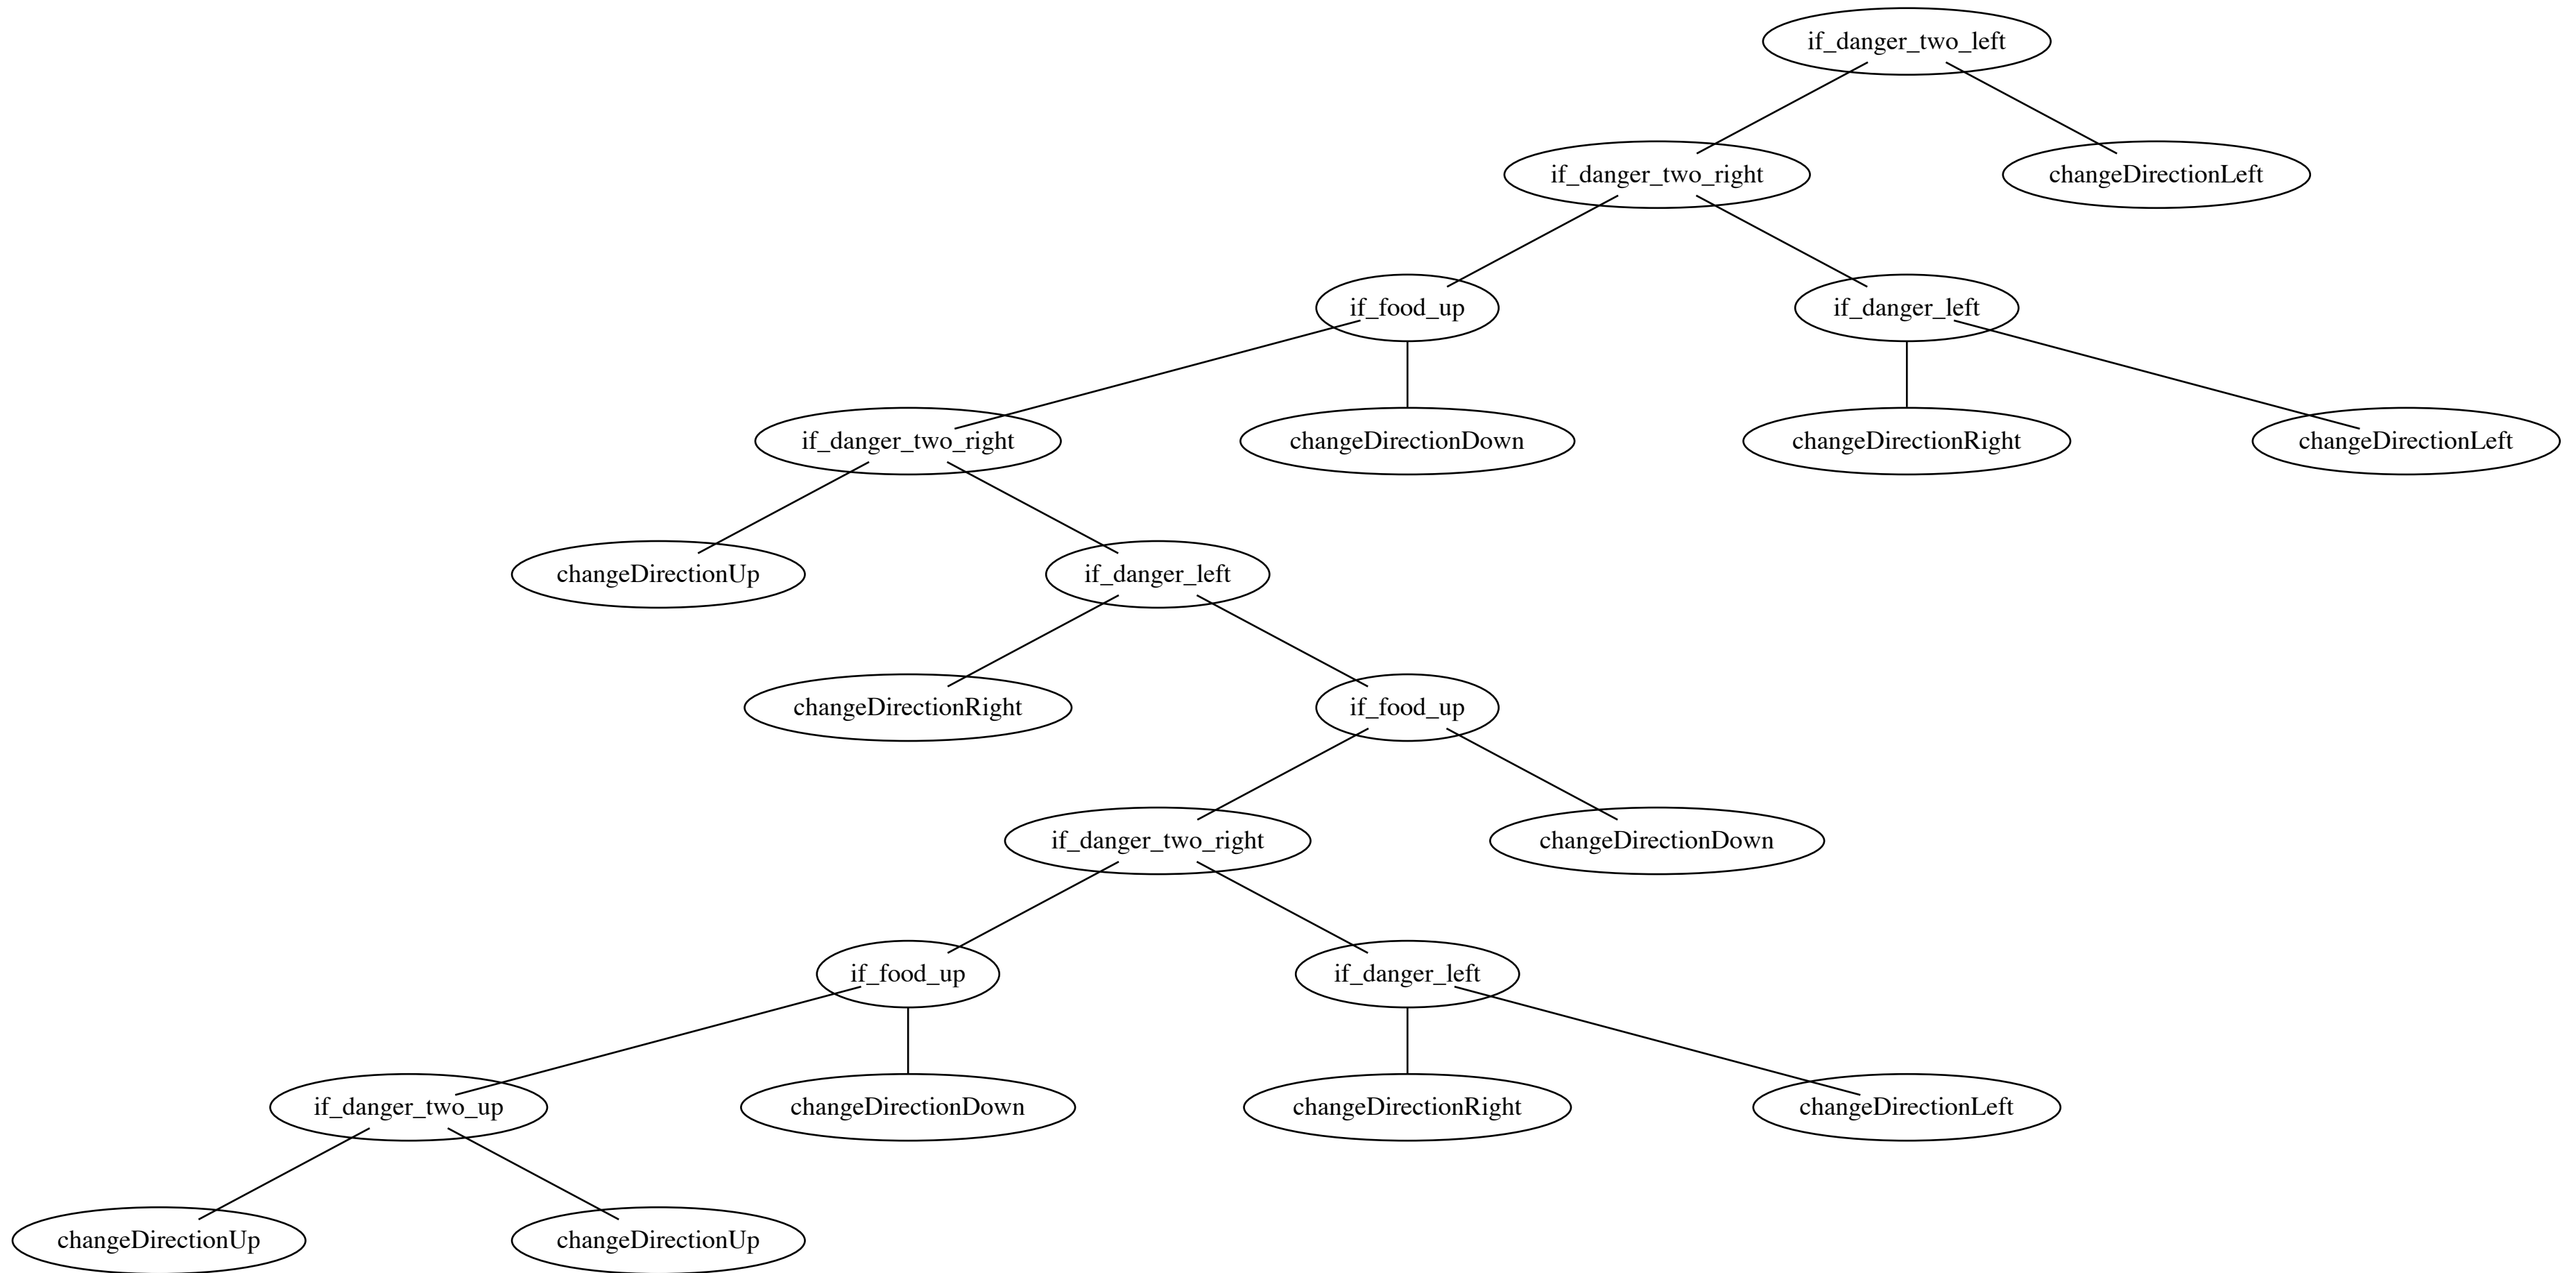 if_danger_two_left
if_danger_two_right
changeDirectionLeft
if_food_up
if_danger_left
if_danger_two_right
changeDirectionDown
changeDirectionRight
changeDirectionLeft
changeDirectionUp
if_danger_left
changeDirectionRight
if_food_up
if_danger_two_right
changeDirectionDown
if_food_up
if_danger_left
if_danger_two_up
changeDirectionDown
changeDirectionRight
changeDirectionLeft
changeDirectionUp
changeDirectionUp